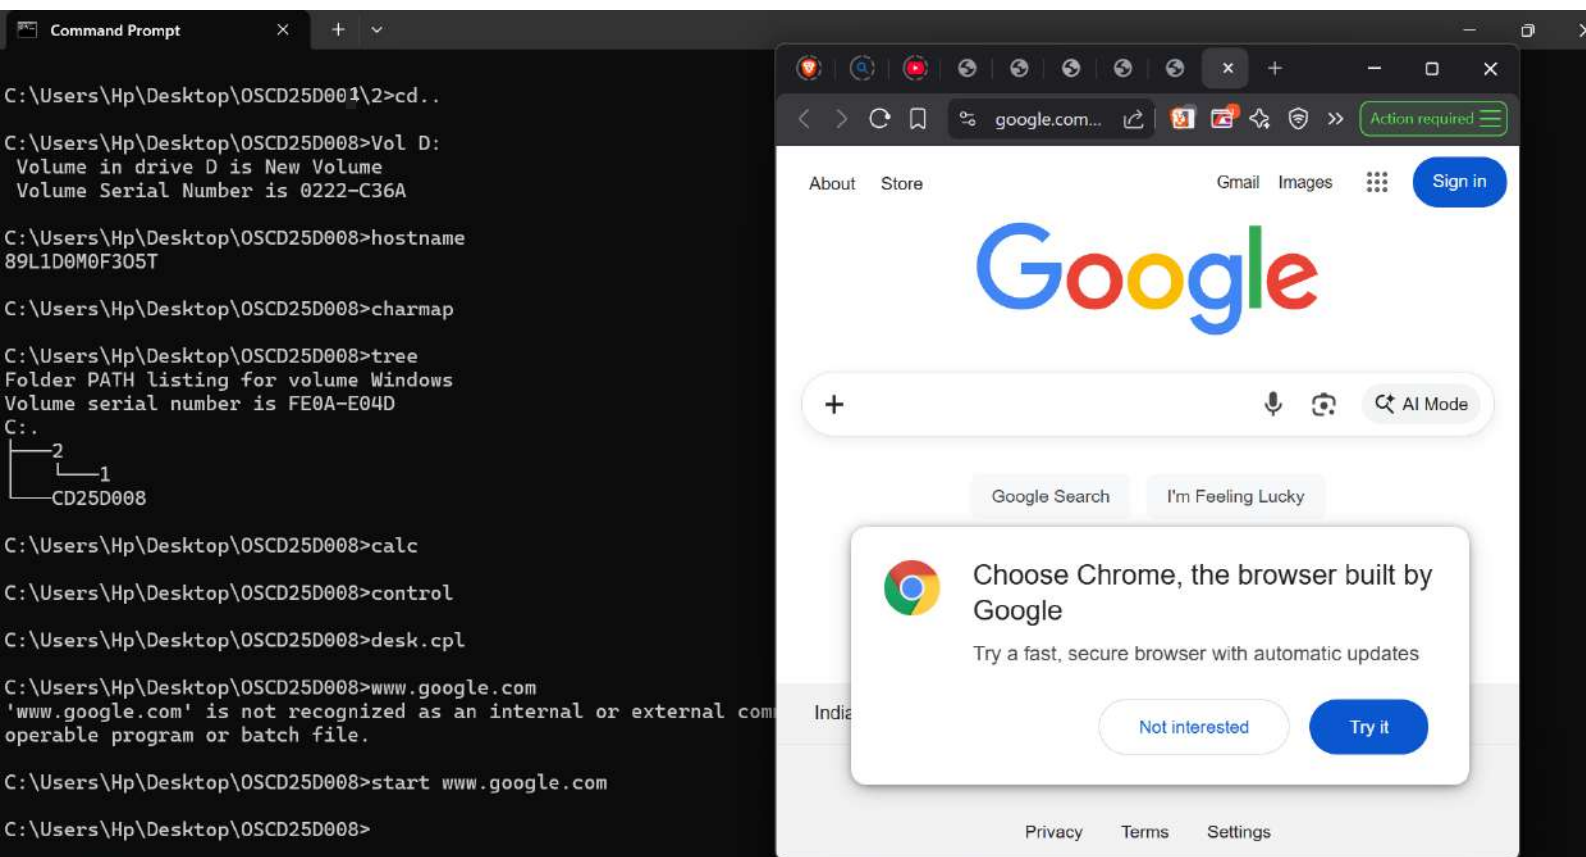 Command Prompt
C:\Users\Hp\Desktop\OSCD25D001\2>cd..
C:\Users\Hp\Desktop\OSCD25D008>Vol D:
Volume in drive D is New Volume
Volume Serial Number is 0222-C36A
C:\Users\Hp\Desktop\OSCD25D008>hostname
89L1D0M0F3O5T
C:\Users\Hp\Desktop\OSCD25D008>charmap
C:\Users\Hp\Desktop\OSCD25D008>tree
Folder PATH listing for volume Windows
Volume serial number is FE0A-E04D
C:.
├───2
│   └───1
└───CD25D008
C:\Users\Hp\Desktop\OSCD25D008>calc
C:\Users\Hp\Desktop\OSCD25D008>control
C:\Users\Hp\Desktop\OSCD25D008>desk.cpl
C:\Users\Hp\Desktop\OSCD25D008>www.google.com
'www.google.com' is not recognized as an internal or external com
operable program or batch file.
C:\Users\Hp\Desktop\OSCD25D008>start www.google.com
C:\Users\Hp\Desktop\OSCD25D008>
google.com...
Action required
About Store
Gmail Images
Sign in
Google
AI Mode
Google Search
I'm Feeling Lucky
Choose Chrome, the browser built by
Google
Try a fast, secure browser with automatic updates
Not interested
Try it
India
Privacy Terms Settings